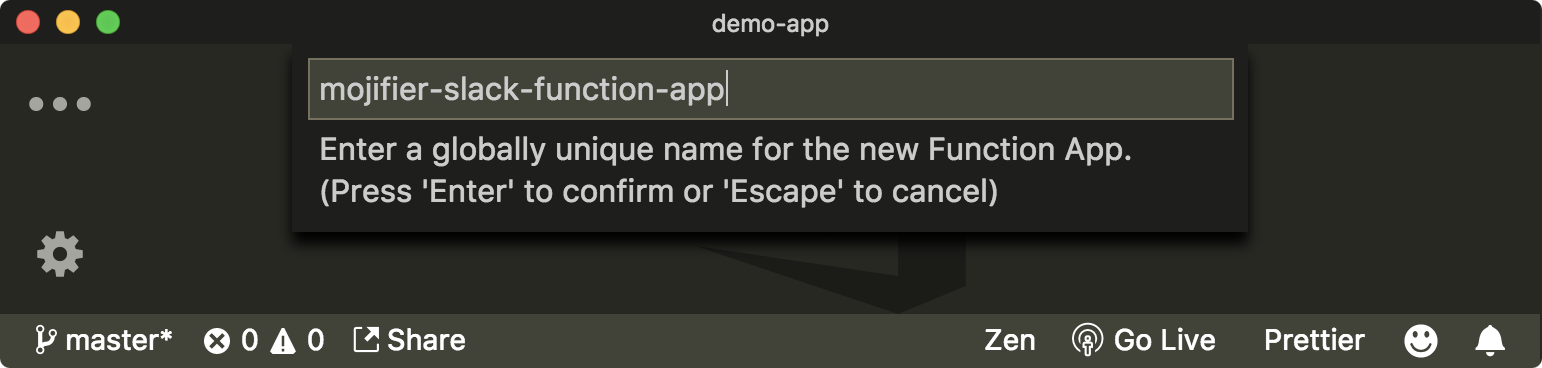 demo-app
mojifier-slack-function-app
Enter a globally unique name for the new Function App.
(Press 'Enter' to confirm or 'Escape' to cancel)
master* 0 0 Share Zen Go Live Prettier